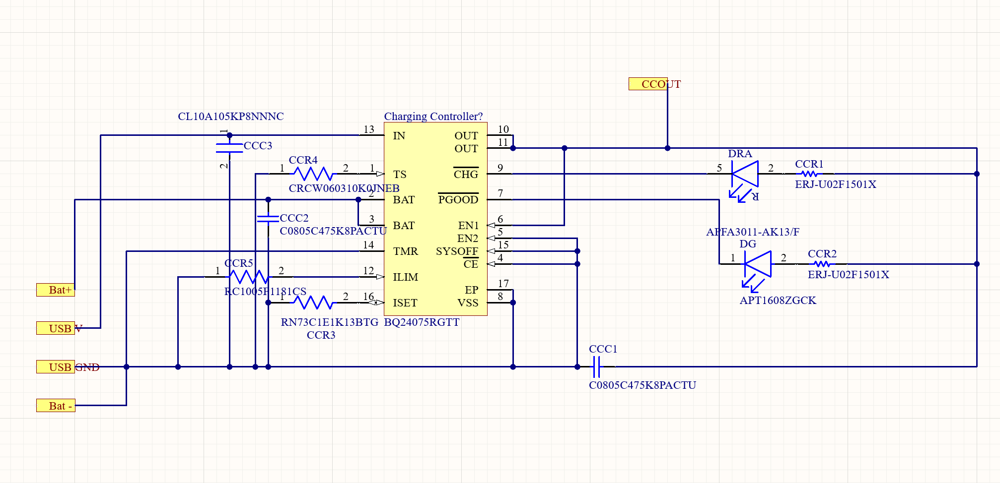 CCOUT
CL10A105KP8NNNC
Charging Controller?
1
CCC3
2
13
IN
OUT
10
OUT
11
CCR4
1
2
1
TS
CHG
9
CRCW060310K0JNEB
DRA
5
2
R
CCR1
ERJ-U02F1501X
2
BAT
PGOOD
7
CCC2
C0805C475K8PACTU
3
BAT
EN1
6
EN2
5
14
TMR
SYSOFF
15
CE
4
APFA3011-AK13/F
DG
1
2
CCR2
ERJ-U02F1501X
APT1608ZGCK
CCR5
1
2
RC1005F1181CS
12
ILIM
EP
17
1
2
16
ISET
VSS
8
RN73C1E1K13BTG
BQ24075RGTT
CCR3
Bat+
USB V
USB GND
Bat -
CCC1
C0805C475K8PACTU